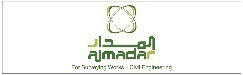 المدار
almadar
For Surveying Works - Civil Engineering